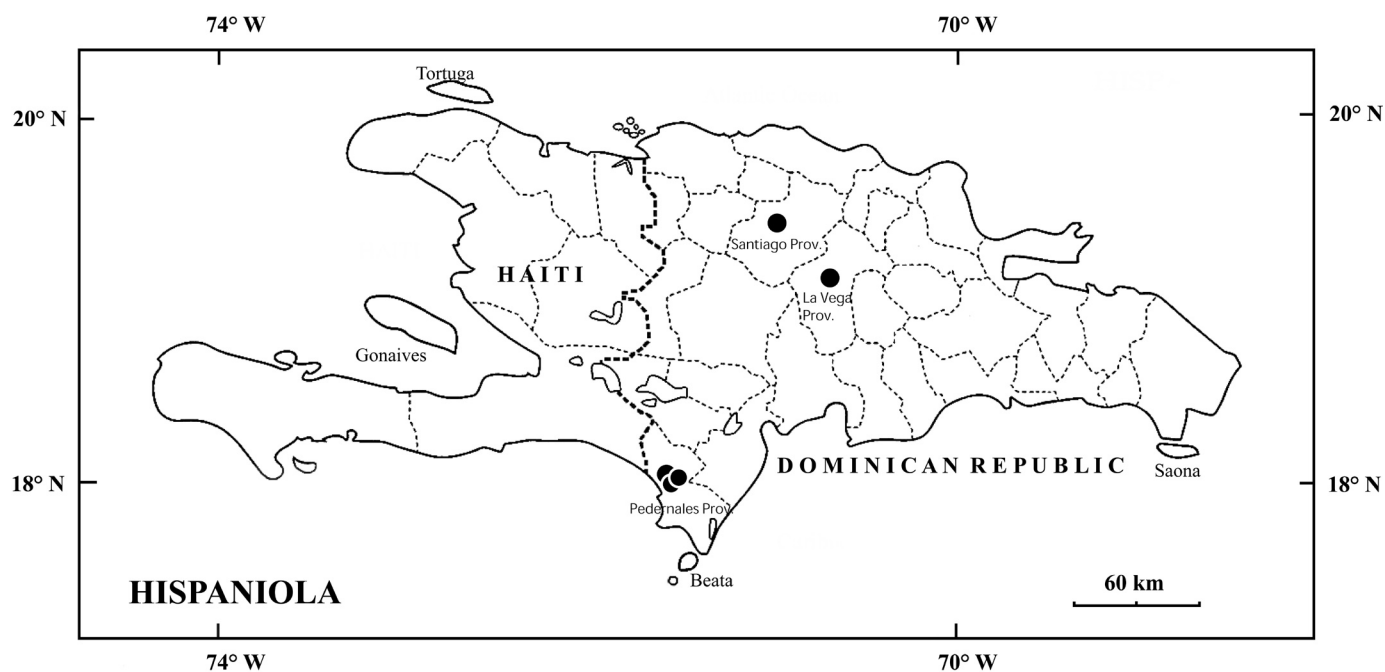 74° W
70° W
Tortuga
20° N
20° N
Santiago Prov.
HAITI
La Vega
Prov.
Gonaives
DOMINICAN REPUBLIC
Saona
18° N
18° N
Pedernales Prov.
Beata
60 km
HISPANIOLA
74° W
70° W